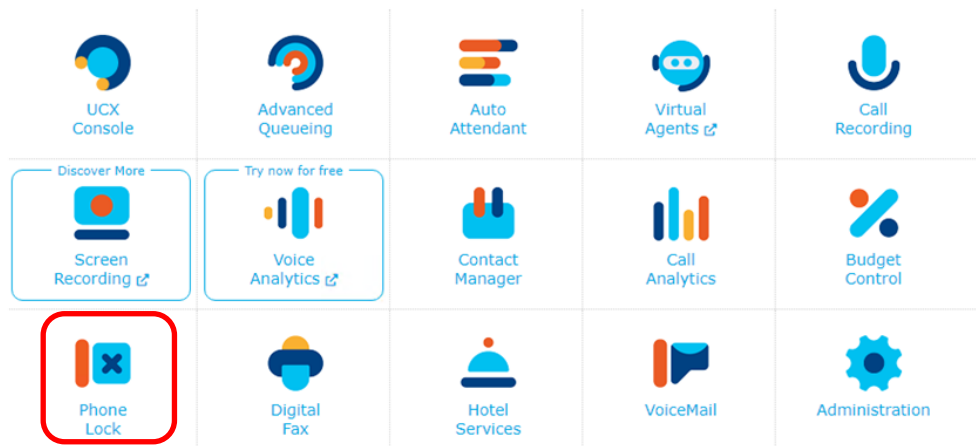 UCX
Console
Advanced
Queueing
Auto
Attendant
Virtual
Agents
Call
Recording
Discover More
Screen
Recording
Try now for free
Voice
Analytics
Contact
Manager
Call
Analytics
Budget
Control
Phone
Lock
Digital
Fax
Hotel
Services
VoiceMail
Administration